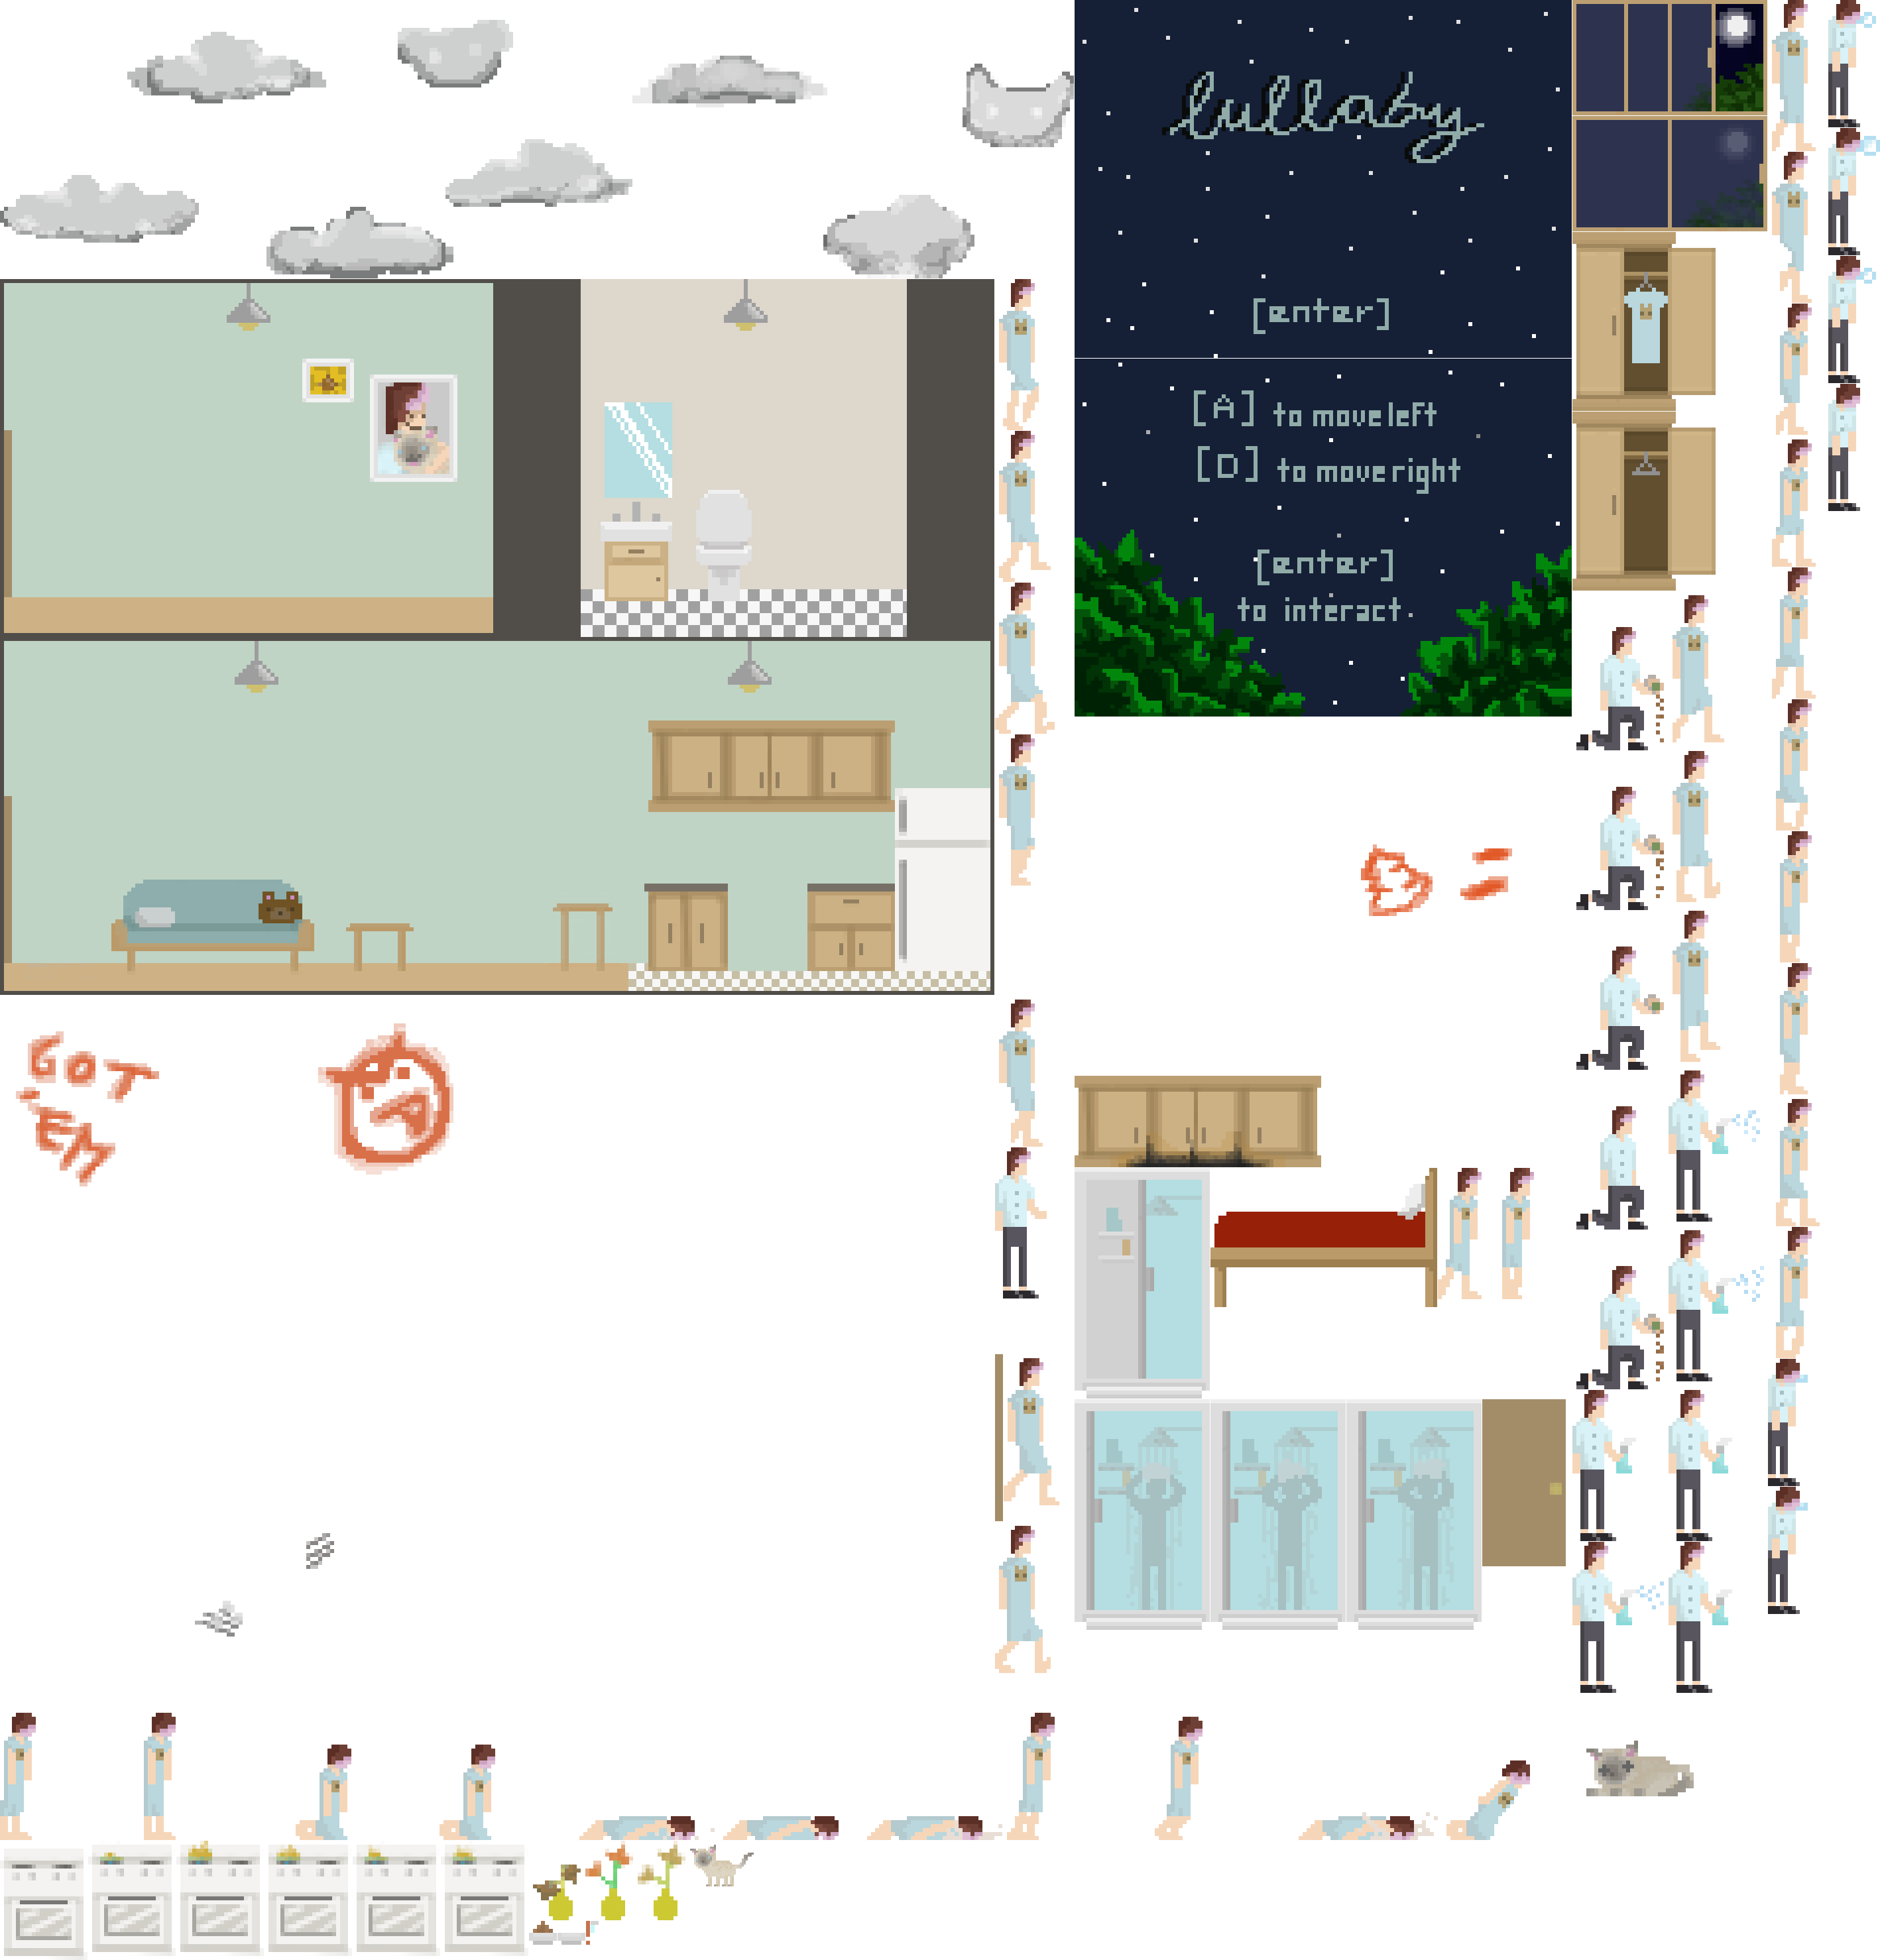 lullaby
[enter]
[A] to move left
[D] to move right
[enter]
to interact.
GOT
'EM